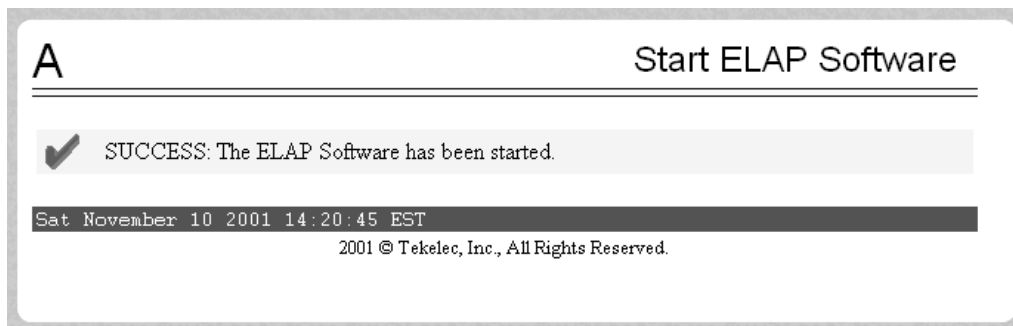 A
Start ELAP Software
SUCCESS: The ELAP Software has been started.
Sat November 10 2001 14:20:45 EST
2001 © Tekelec, Inc., All Rights Reserved.